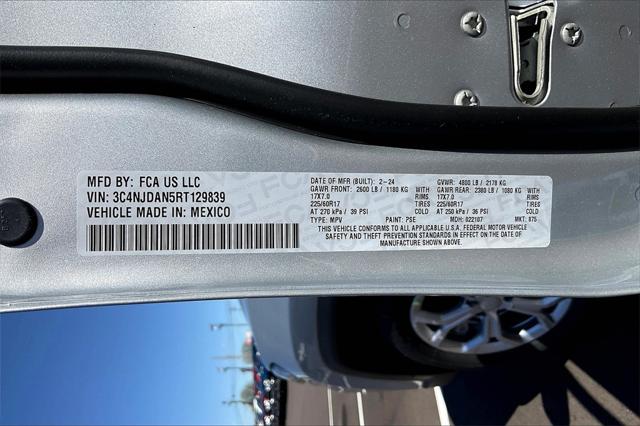 MFD BY: FCA US LLC
VIN: 3C4NJDAN5RT129839
VEHICLE MADE IN: MEXICO
DATE OF MFR (BUILT): 2-24
GAWR FRONT: 2600 LB / 1180 KG
17X7.0 RIMS
225/60R17 TIRES
AT 270 kPa / 39 PSI
TYPE: MPV PAINT: PSE
GVWR: 4800 LB / 2178 KG
GAWR REAR: 2380 LB / 1080 KG
17X7.0 RIMS
225/60R17 TIRES
AT 250 kPa / 36 PSI
MDH: 022107 MKT: 875
THIS VEHICLE CONFORMS TO ALL APPLICABLE U.S.A. FEDERAL MOTOR VEHICLE
SAFETY AND THEFT PREVENTION STANDARDS IN EFFECT ON THE DATE OF
MANUFACTURE SHOWN ABOVE.